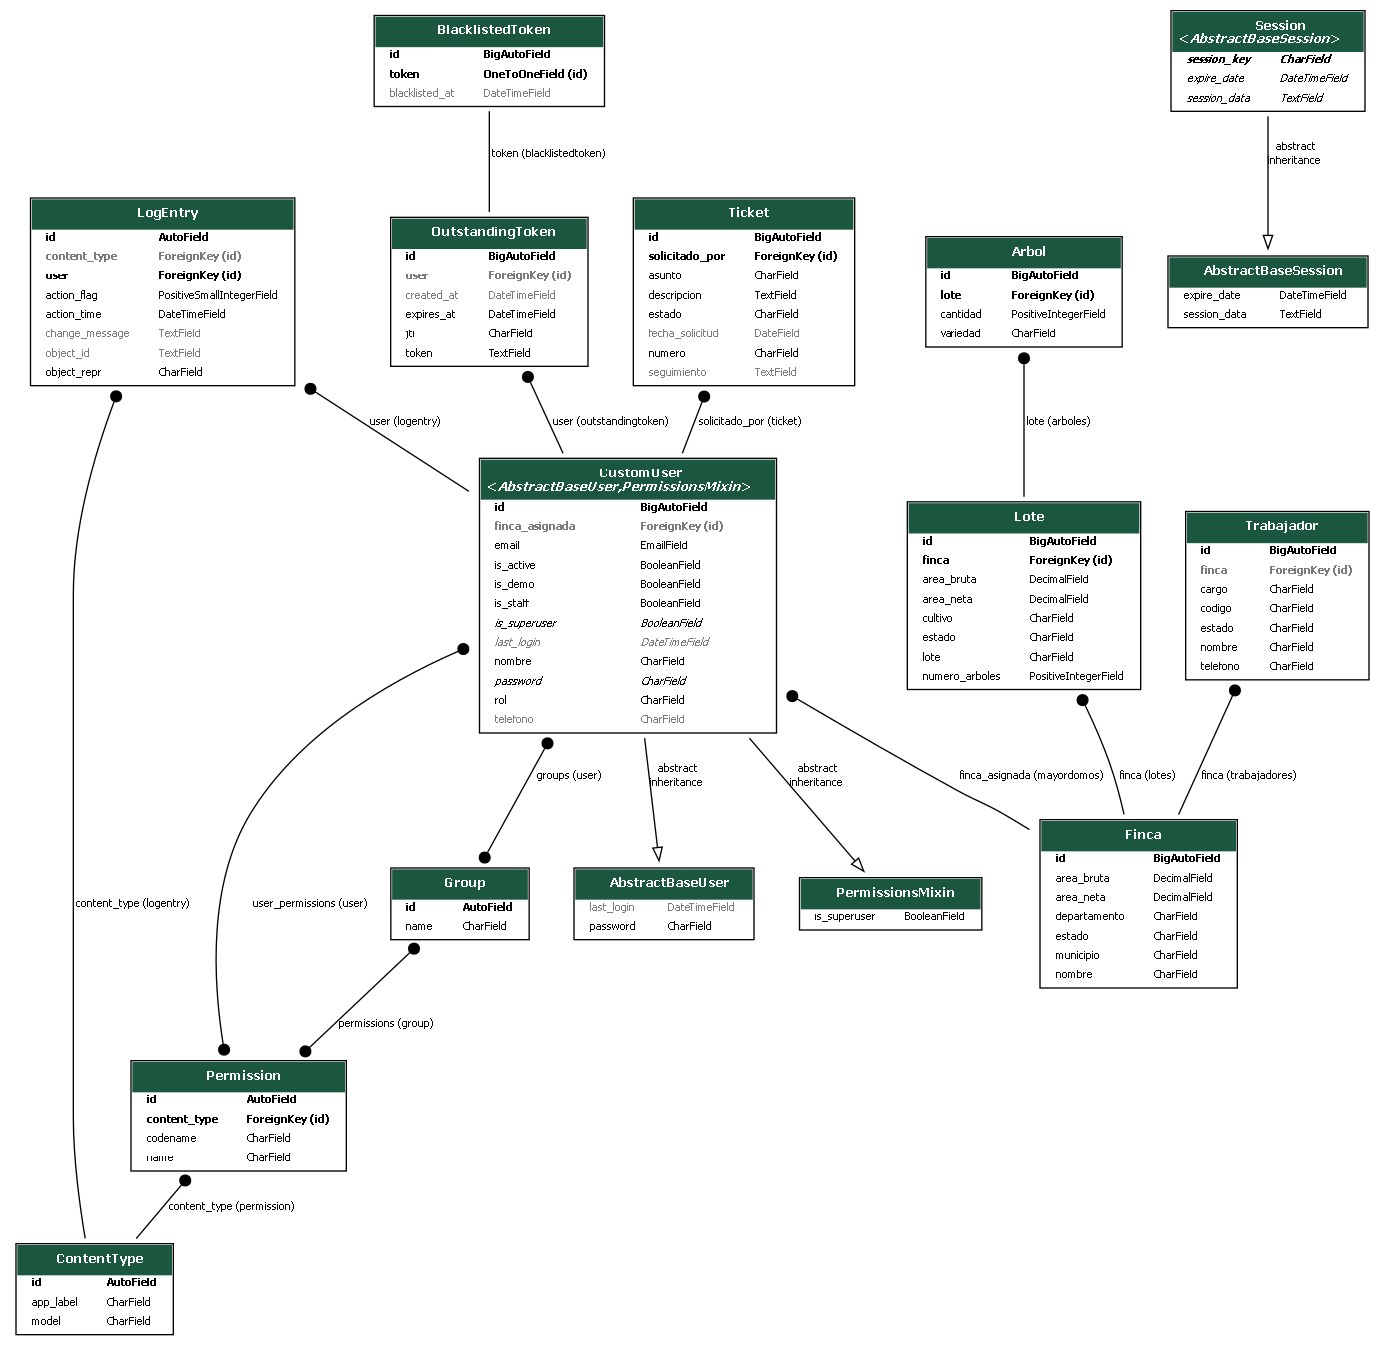 BlacklistedToken
id BigAutoField
token OneToOneField (id)
blacklisted_at DateTimeField
Session
<AbstractBaseSession>
session_key CharField
expire_date DateTimeField
session_data TextField
token (blacklistedtoken)
abstract
inheritance
LogEntry
id AutoField
content_type ForeignKey (id)
user ForeignKey (id)
action_flag PositiveSmallIntegerField
action_time DateTimeField
change_message TextField
object_id TextField
object_repr CharField
OutstandingToken
id BigAutoField
user ForeignKey (id)
created_at DateTimeField
expires_at DateTimeField
jti CharField
token TextField
Ticket
id BigAutoField
solicitado_por ForeignKey (id)
asunto CharField
descripcion TextField
estado CharField
fecha_solicitud DateField
numero CharField
seguimiento TextField
Arbol
id BigAutoField
lote ForeignKey (id)
cantidad PositiveIntegerField
variedad CharField
AbstractBaseSession
expire_date DateTimeField
session_data TextField
user (logentry)
user (outstandingtoken)
solicitado_por (ticket)
lote (arboles)
CustomUser
<AbstractBaseUser,PermissionsMixin>
id BigAutoField
finca_asignada ForeignKey (id)
email EmailField
is_active BooleanField
is_demo BooleanField
is_staff BooleanField
is_superuser BooleanField
last_login DateTimeField
nombre CharField
password CharField
rol CharField
telefono CharField
Lote
id BigAutoField
finca ForeignKey (id)
area_bruta DecimalField
area_neta DecimalField
cultivo CharField
estado CharField
lote CharField
numero_arboles PositiveIntegerField
Trabajador
id BigAutoField
finca ForeignKey (id)
cargo CharField
codigo CharField
estado CharField
nombre CharField
telefono CharField
groups (user)
abstract
inheritance
abstract
inheritance
finca_asignada (mayordomos)
finca (lotes)
finca (trabajadores)
content_type (logentry)
user_permissions (user)
Group
id AutoField
name CharField
AbstractBaseUser
last_login DateTimeField
password CharField
PermissionsMixin
is_superuser BooleanField
Finca
id BigAutoField
area_bruta DecimalField
area_neta DecimalField
departamento CharField
estado CharField
municipio CharField
nombre CharField
permissions (group)
Permission
id AutoField
content_type ForeignKey (id)
codename CharField
name CharField
content_type (permission)
ContentType
id AutoField
app_label CharField
model CharField